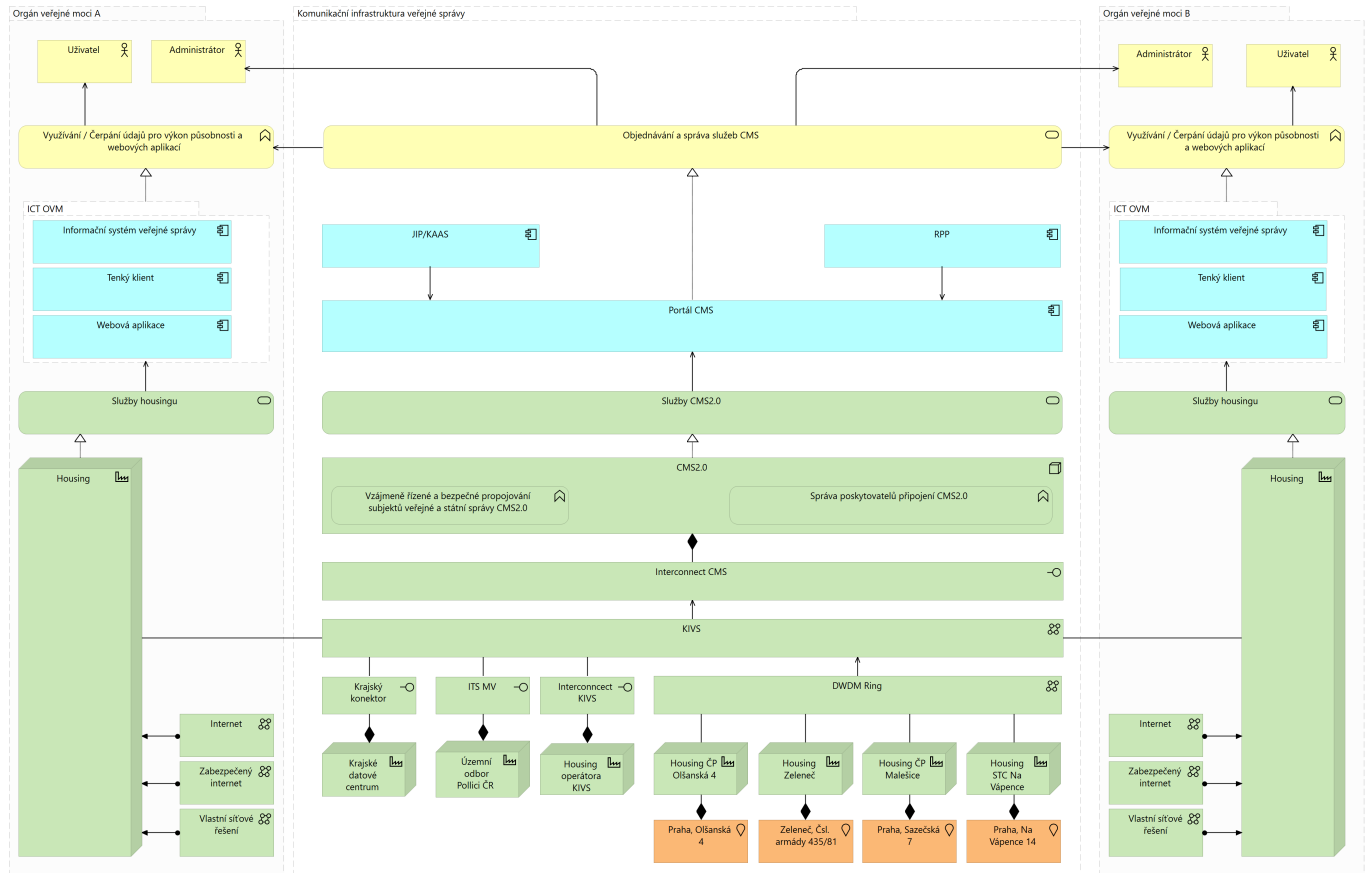 Orgán veřejné moci A
Komunikační infrastruktura veřejné správy
Orgán veřejné moci B
Uživatel
Administrátor
Administrátor
Uživatel
Využívání / Čerpání údajů pro výkon působnosti a
webových aplikací
Objednávání a správa služeb CMS
Využívání / Čerpání údajů pro výkon působnosti
a webových aplikací
ICT OVM
Informační systém veřejné správy
Tenký klient
Webová aplikace
JIP/KAAS
RPP
Portál CMS
ICT OVM
Informační systém veřejné správy
Tenký klient
Webová aplikace
Služby housingu
Služby CMS2.0
Služby housingu
Housing
CMS2.0
Vzájmeně řízené a bezpečné propojování
subjektů veřejné a státní správy CMS2.0
Správa poskytovatelů připojení CMS2.0
Housing
Interconnect CMS
KIVS
Krajský
konektor
ITS MV
Interconncect
KIVS
DWDM Ring
Krajské
datové
centrum
Územní
odbor
Pollici ČR
Housing
operátora
KIVS
Housing ČP
Olšanská 4
Housing
Zeleneč
Housing ČP
Malešice
Housing
STC Na
Vápence
Praha, Olšanská
4
Zeleneč, Čsl.
armády 435/81
Praha, Sazečská
7
Praha, Na
Vápence 14
Internet
Zabezpečený
internet
Vlastní síťové
řešení
Internet
Zabezpečený
internet
Vlastní síťové
řešení